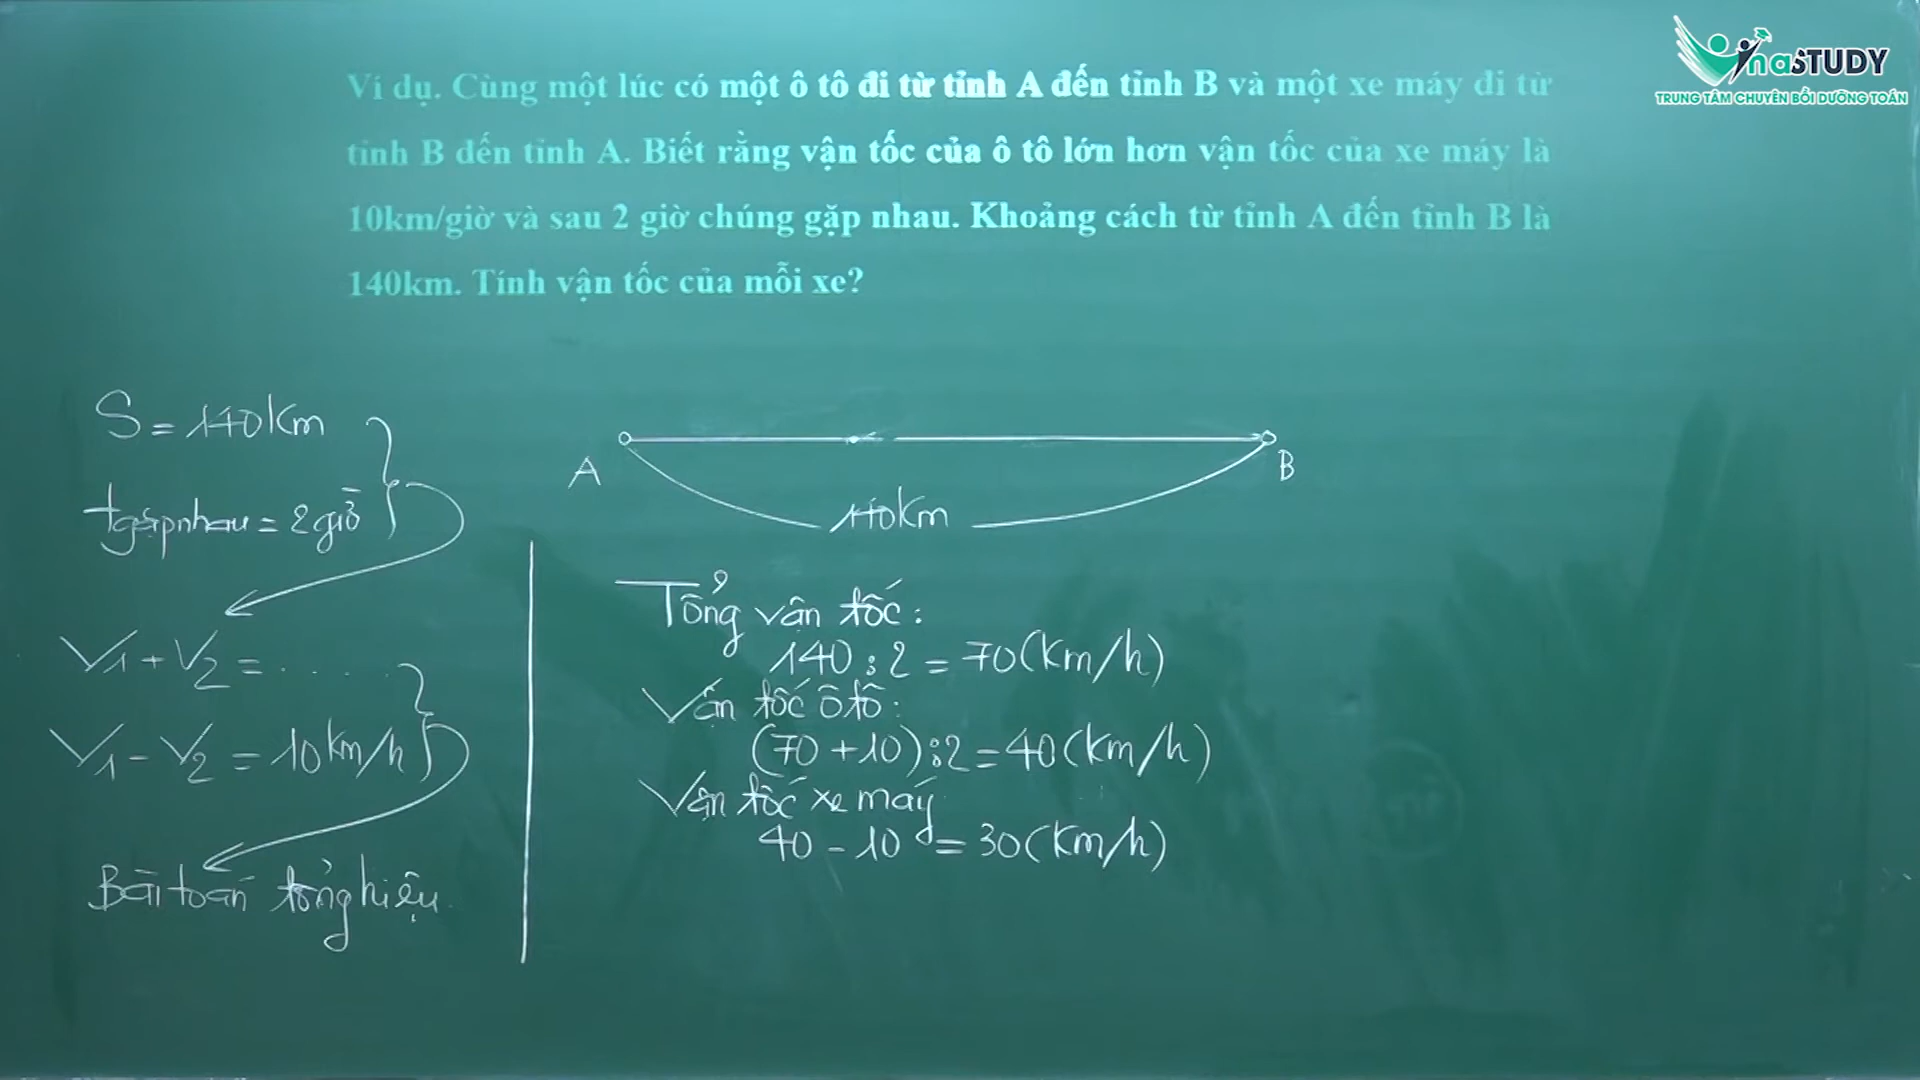 VinaSTUDY
TRUNG TÂM CHUYÊN BỒI DƯỠNG TOÁN
Ví dụ. Cùng một lúc có một ô tô đi từ tỉnh A đến tỉnh B và một xe máy đi từ
tỉnh B đến tỉnh A. Biết rằng vận tốc của ô tô lớn hơn vận tốc của xe máy là
10km/giờ và sau 2 giờ chúng gặp nhau. Khoảng cách từ tỉnh A đến tỉnh B là
140km. Tính vận tốc của mỗi xe?
S = 140km
tgặpnhau = 2 giờ
V1 + V2 = . . . . .
V1 - V2 = 10km/h
Bài toán tổng hiệu
A
B
140km
Tổng vận tốc:
140 : 2 = 70 (km/h)
Vận tốc ô tô:
(70 + 10) : 2 = 40 (km/h)
Vận tốc xe máy
40 - 10 = 30 (km/h)